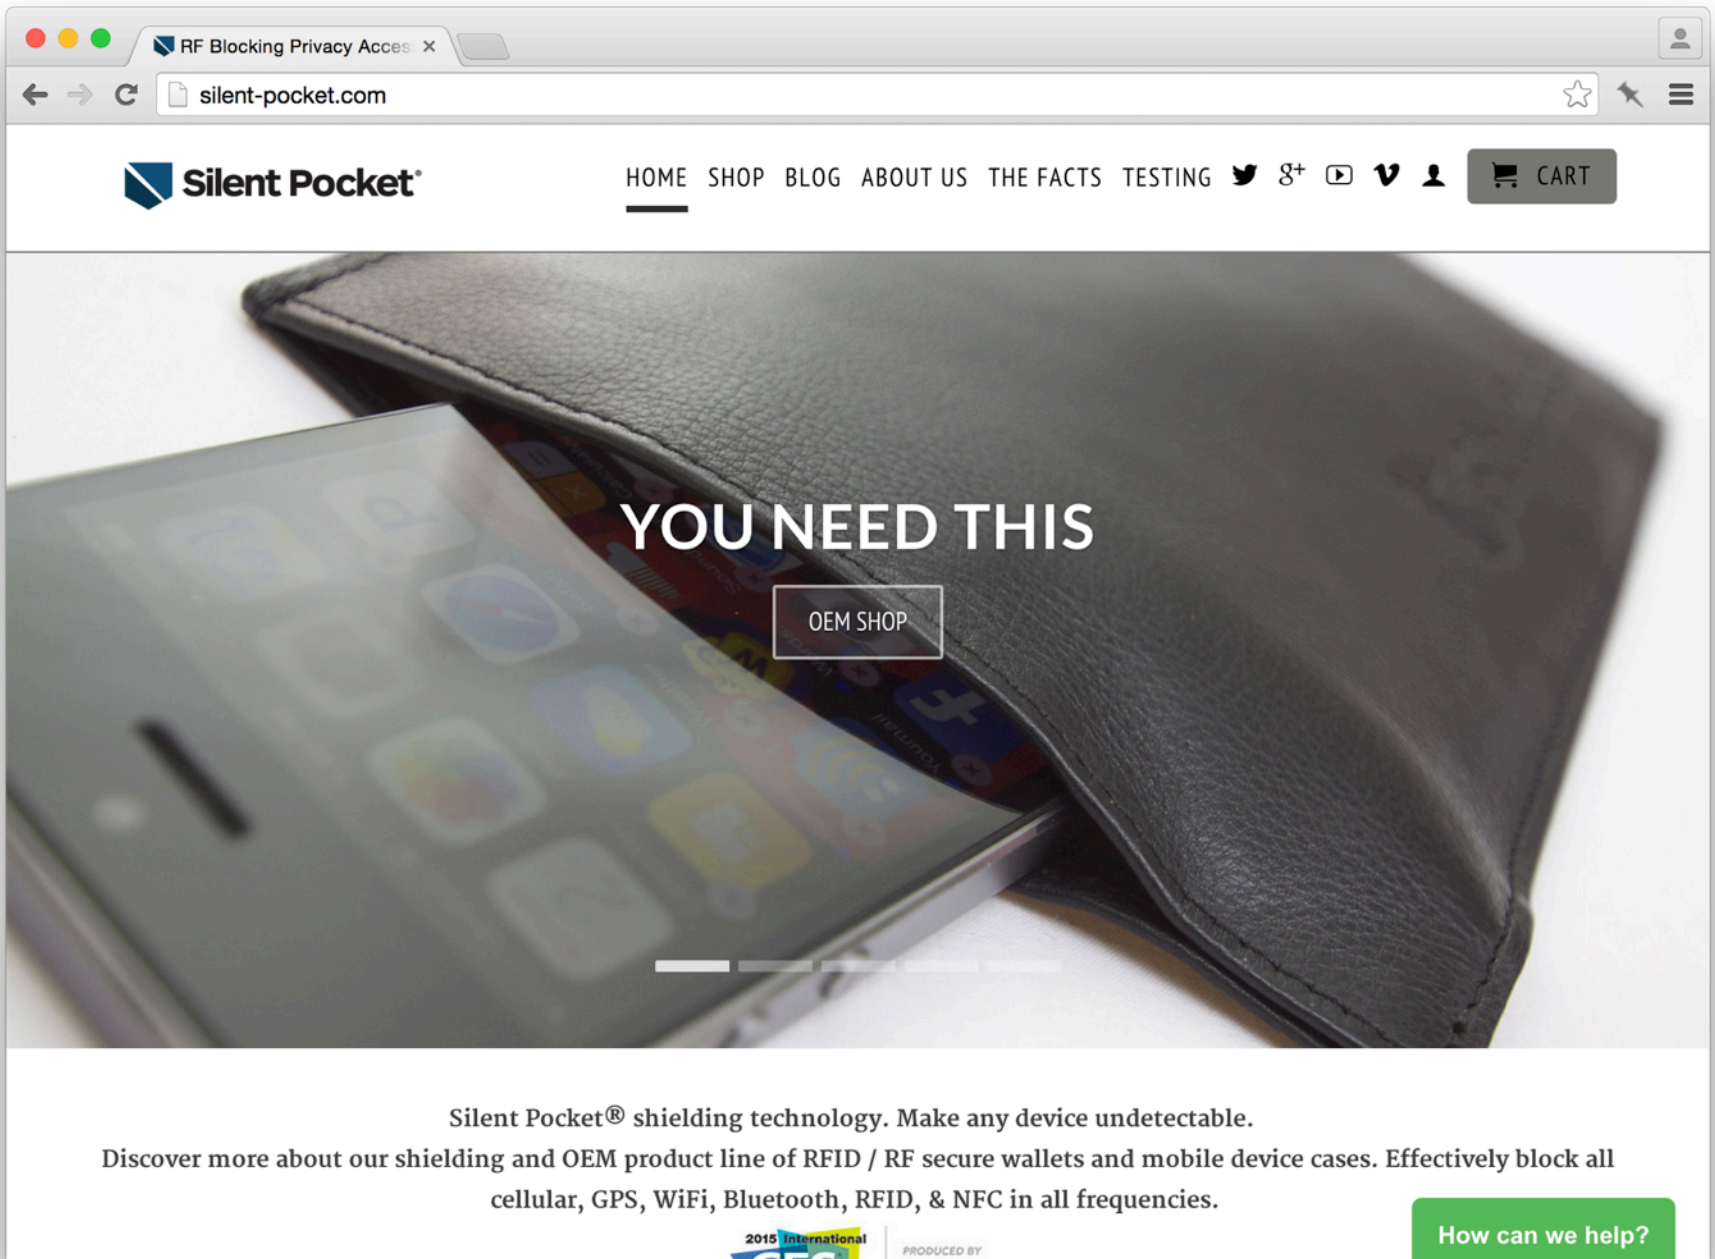 RF Blocking Privacy Acces
silent-pocket.com
Silent Pocket®
HOME SHOP BLOG ABOUT US THE FACTS TESTING g+ CART
YOU NEED THIS
OEM SHOP
Silent Pocket® shielding technology. Make any device undetectable.
Discover more about our shielding and OEM product line of RFID / RF secure wallets and mobile device cases. Effectively block all
cellular, GPS, WiFi, Bluetooth, RFID, & NFC in all frequencies.
How can we help?
2015 International
CES
PRODUCED BY